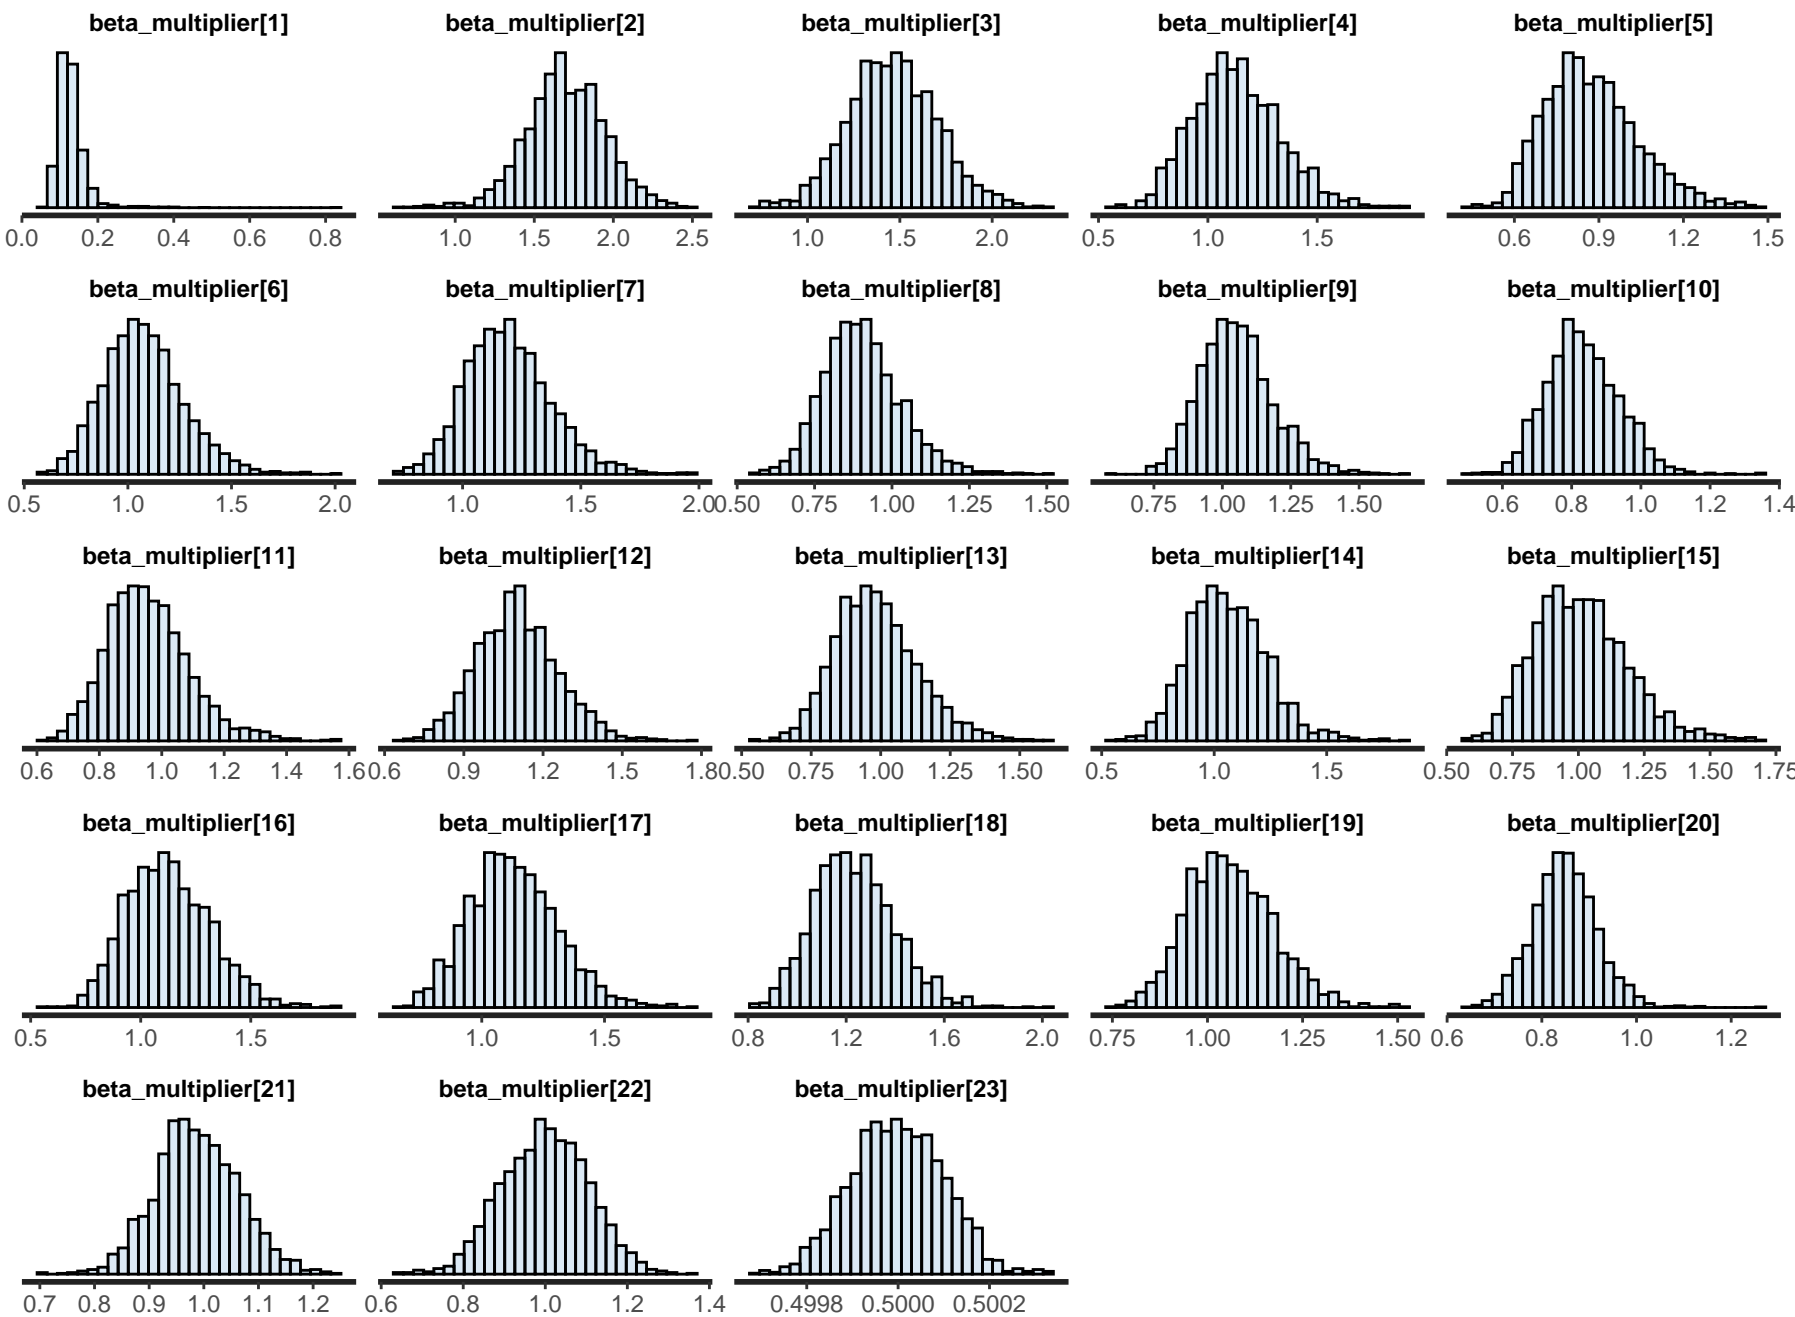 beta_multiplier[1] beta_multiplier[2] beta_multiplier[3] beta_multiplier[4] beta_multiplier[5]
0.0 0.2 0.4 0.6 0.8 1.0 1.5 2.0 2.5 1.0 1.5 2.0 0.5 1.0 1.5 0.6 0.9 1.2 1.5
beta_multiplier[6] beta_multiplier[7] beta_multiplier[8] beta_multiplier[9] beta_multiplier[10]
0.5 1.0 1.5 2.0 1.0 1.5 2.0 0.50 0.75 1.00 1.25 1.50 0.75 1.00 1.25 1.50 0.6 0.8 1.0 1.2 1.4
beta_multiplier[11] beta_multiplier[12] beta_multiplier[13] beta_multiplier[14] beta_multiplier[15]
0.6 0.8 1.0 1.2 1.4 1.6 0.6 0.9 1.2 1.5 1.8 0.50 0.75 1.00 1.25 1.50 0.5 1.0 1.5 0.50 0.75 1.00 1.25 1.50 1.75
beta_multiplier[16] beta_multiplier[17] beta_multiplier[18] beta_multiplier[19] beta_multiplier[20]
0.5 1.0 1.5 1.0 1.5 0.8 1.2 1.6 2.0 0.75 1.00 1.25 1.50 0.6 0.8 1.0 1.2
beta_multiplier[21] beta_multiplier[22] beta_multiplier[23]
0.7 0.8 0.9 1.0 1.1 1.2 0.6 0.8 1.0 1.2 1.4 0.4998 0.5000 0.5002